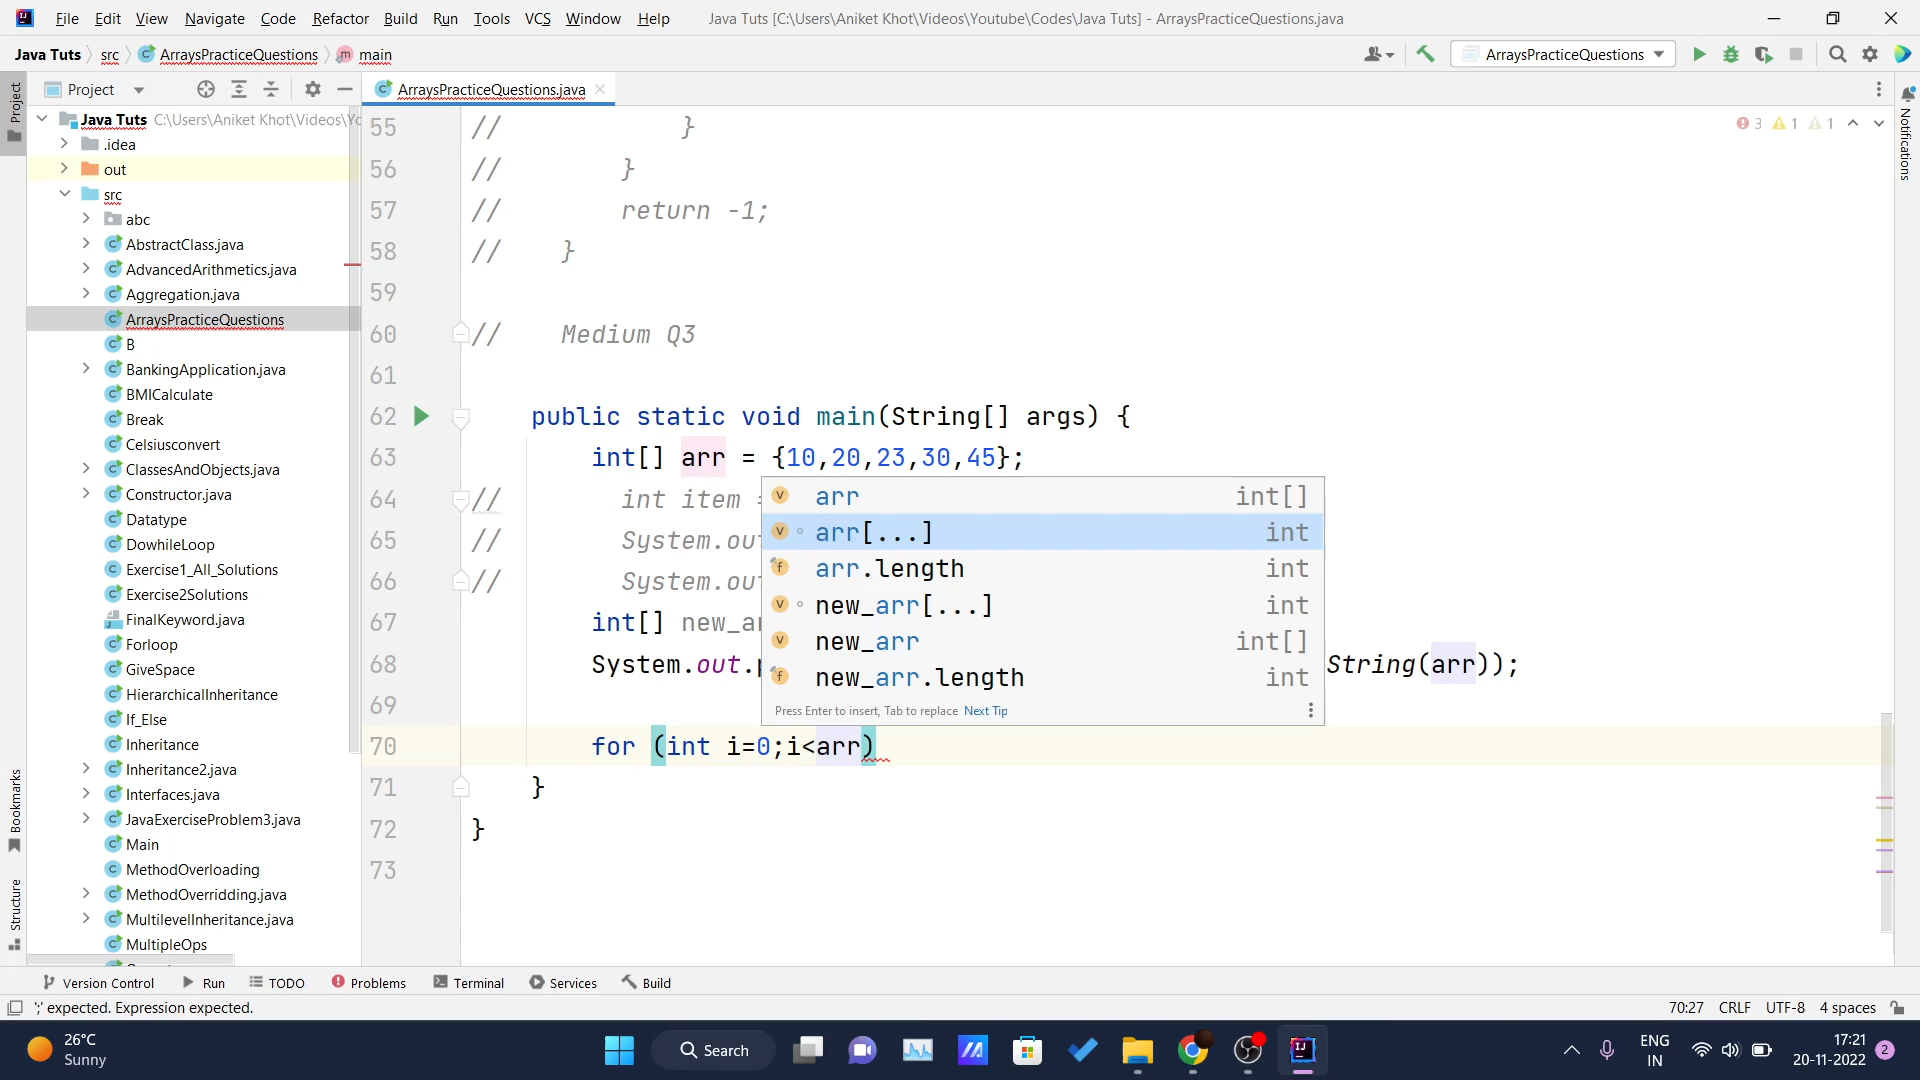 File Edit View Navigate Code Refactor Build Run Tools VCS Window Help Java Tuts [C:\Users\Aniket Khot\Videos\Youtube\Codes\Java Tuts] - ArraysPracticeQuestions.java
Java Tuts src ArraysPracticeQuestions main ArraysPracticeQuestions
Project
Project
ArraysPracticeQuestions.java
Notifications
Java Tuts C:\Users\Aniket Khot\Videos\Yo
.idea
out
src
abc
AbstractClass.java
AdvancedArithmetics.java
Aggregation.java
ArraysPracticeQuestions
B
BankingApplication.java
BMICalculate
Break
Celsiusconvert
ClassesAndObjects.java
Constructor.java
Datatype
DowhileLoop
Exercise1_All_Solutions
Exercise2Solutions
FinalKeyword.java
Forloop
GiveSpace
HierarchicalInheritance
If_Else
Inheritance
Inheritance2.java
Interfaces.java
JavaExerciseProblem3.java
Main
MethodOverloading
MethodOverridding.java
MultilevelInheritance.java
MultipleOps
Bookmarks
Structure
3 1 1
55 // }
56 // }
57 // return -1;
58 // }
59
60 // Medium Q3
61
62 public static void main(String[] args) {
63 int[] arr = {10,20,23,30,45};
64 // int item =
65 // System.out
66 // System.out
67 int[] new_ar
68 System.out.p String(arr));
69
70 for (int i=0;i<arr)
71 }
72 }
73
arr int[]
arr[...] int
arr.length int
new_arr[...] int
new_arr int[]
new_arr.length int
Press Enter to insert, Tab to replace Next Tip
Version Control Run TODO Problems Terminal Services Build
';' expected. Expression expected. 70:27 CRLF UTF-8 4 spaces
26°C
Sunny
Search
ENG
IN
17:21
20-11-2022
2